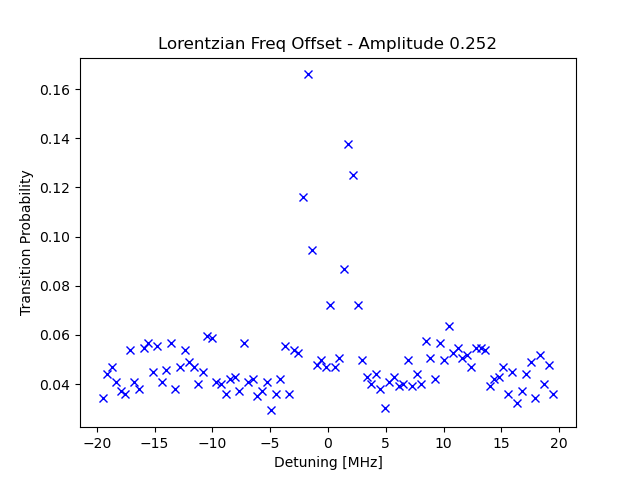 Lorentzian Freq Offset - Amplitude 0.252
0.16
0.14
0.12
0.10
0.08
0.06
0.04
Transition Probability
−20 −15 −10 −5 0 5 10 15 20
Detuning [MHz]